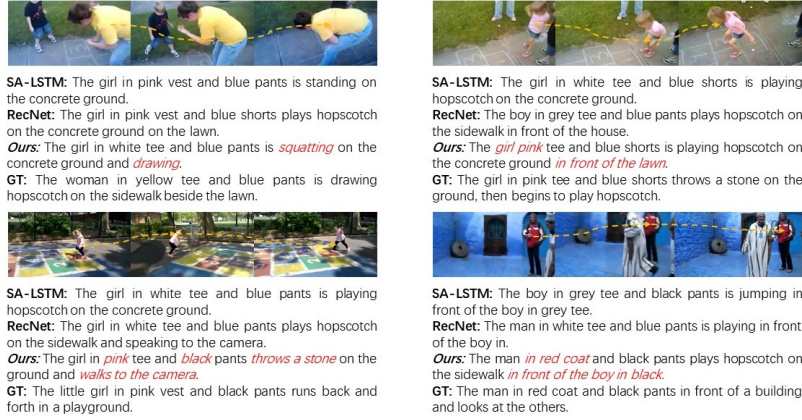 SA-LSTM: The girl in pink vest and blue pants is standing on
the concrete ground.
RecNet: The girl in pink vest and blue shorts plays hopscotch
on the concrete ground on the lawn.
Ours: The girl in white tee and blue pants is squatting on the
concrete ground and drawing.
GT: The woman in yellow tee and blue pants is drawing
hopscotch on the sidewalk beside the lawn.
SA-LSTM: The girl in white tee and blue shorts is playing
hopscotch on the concrete ground.
RecNet: The boy in grey tee and blue pants plays hopscotch on
the sidewalk in front of the house.
Ours: The girl pink tee and blue shorts is playing hopscotch on
the concrete ground in front of the lawn.
GT: The girl in pink tee and blue shorts throws a stone on the
ground, then begins to play hopscotch.
SA-LSTM: The girl in white tee and blue pants is playing
hopscotch on the concrete ground.
RecNet: The girl in white tee and blue pants plays hopscotch
on the sidewalk and speaking to the camera.
Ours: The girl in pink tee and black pants throws a stone on the
ground and walks to the camera.
GT: The little girl in pink vest and black pants runs back and
forth in a playground.
SA-LSTM: The boy in grey tee and black pants is jumping in
front of the boy in grey tee.
RecNet: The man in white tee and blue pants is playing in front
of the boy in.
Ours: The man in red coat and black pants plays hopscotch on
the sidewalk in front of the boy in black.
GT: The man in red coat and black pants in front of a building
and looks at the others.